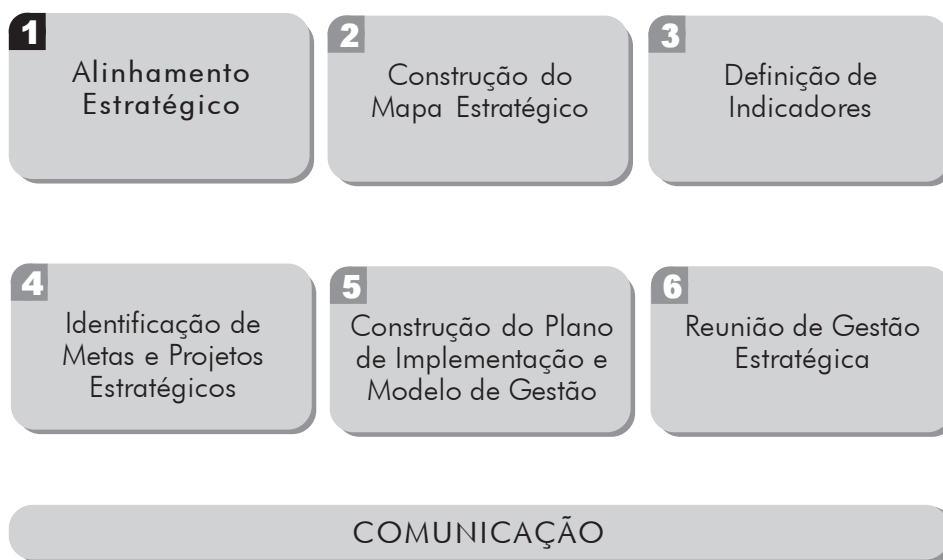 1
Alinhamento
Estratégico
2
Construção do
Mapa Estratégico
3
Definição de
Indicadores
4
Identificação de
Metas e Projetos
Estratégicos
5
Construção do Plano
de Implementação e
Modelo de Gestão
6
Reunião de Gestão
Estratégica
COMUNICAÇÃO